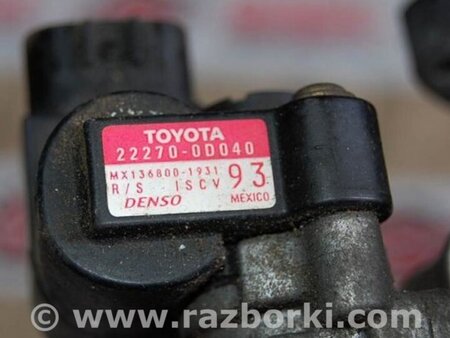 TOYOTA
22270-0D040
MX136800-1931
R/S ISCV 93
DENSO MEXICO
© www.razborki.com